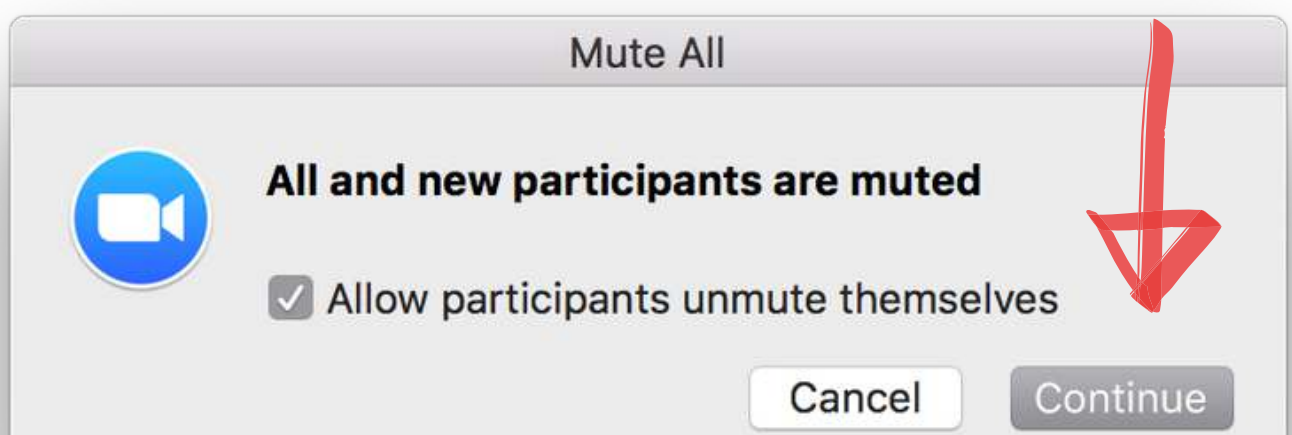 Mute All
All and new participants are muted
Allow participants unmute themselves
Cancel Continue